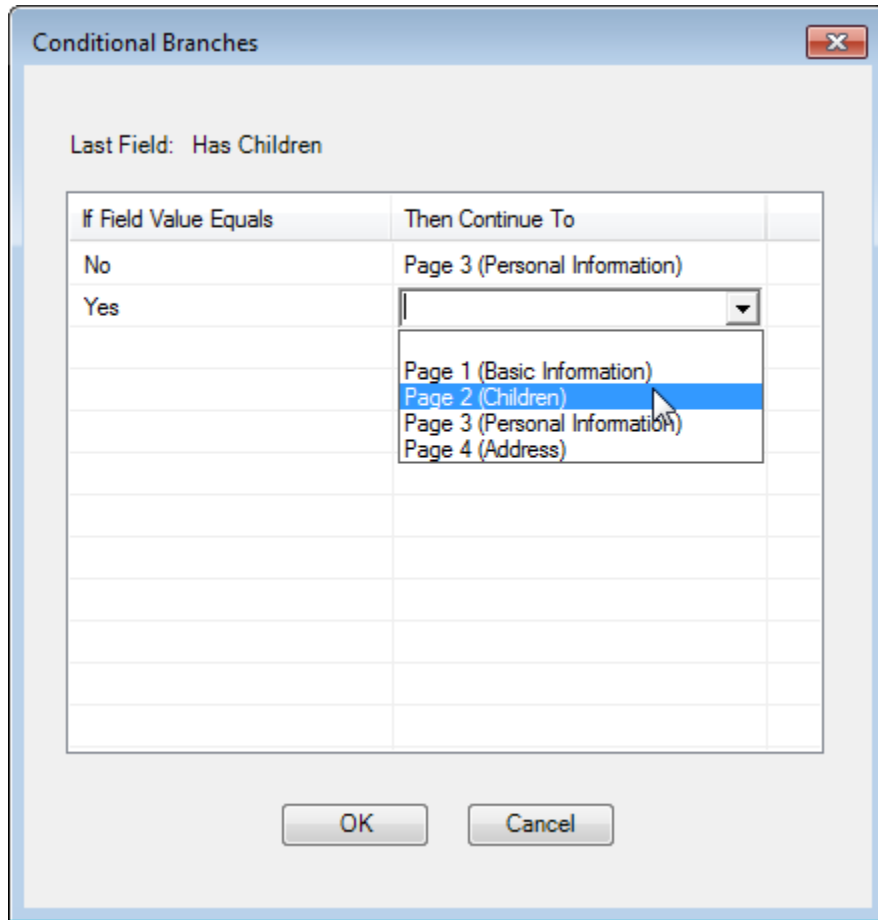 Conditional Branches
Last Field: Has Children
If Field Value Equals Then Continue To
No Page 3 (Personal Information)
Yes
Page 1 (Basic Information)
Page 2 (Children)
Page 3 (Personal Information)
Page 4 (Address)
OK Cancel